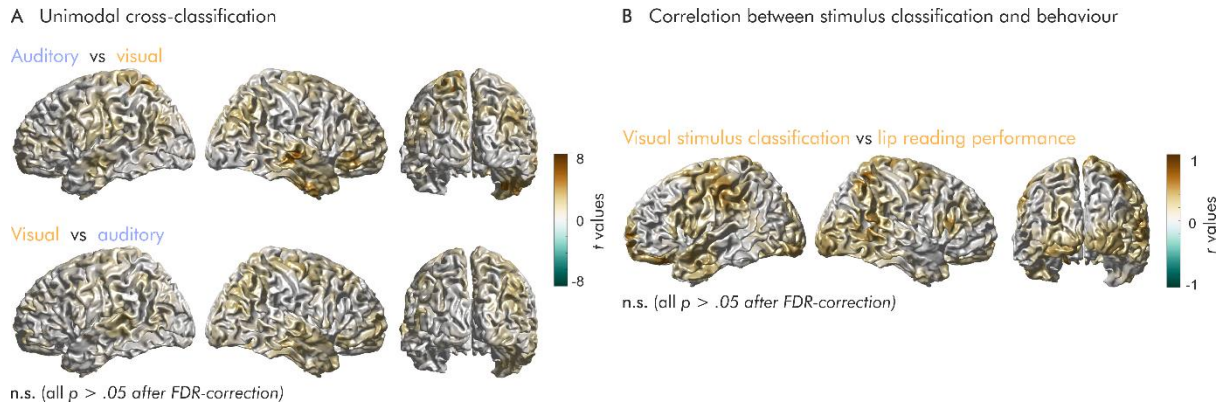 A Unimodal cross-classification
Auditory vs visual
8
0
-8
t values
Visual vs auditory
n.s. (all p > .05 after FDR-correction)
B Correlation between stimulus classification and behaviour
Visual stimulus classification vs lip reading performance
1
0
-1
r values
n.s. (all p > .05 after FDR-correction)